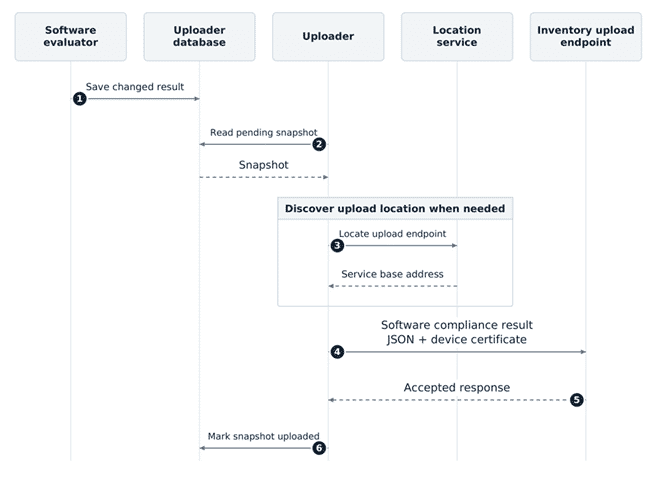 Software
evaluator
Uploader
database
Uploader
Location
service
Inventory upload
endpoint
1
Save changed result
Read pending snapshot
2
Snapshot
Discover upload location when needed
3
Locate upload endpoint
Service base address
Software compliance result
JSON + device certificate
4
Accepted response
5
Mark snapshot uploaded
6